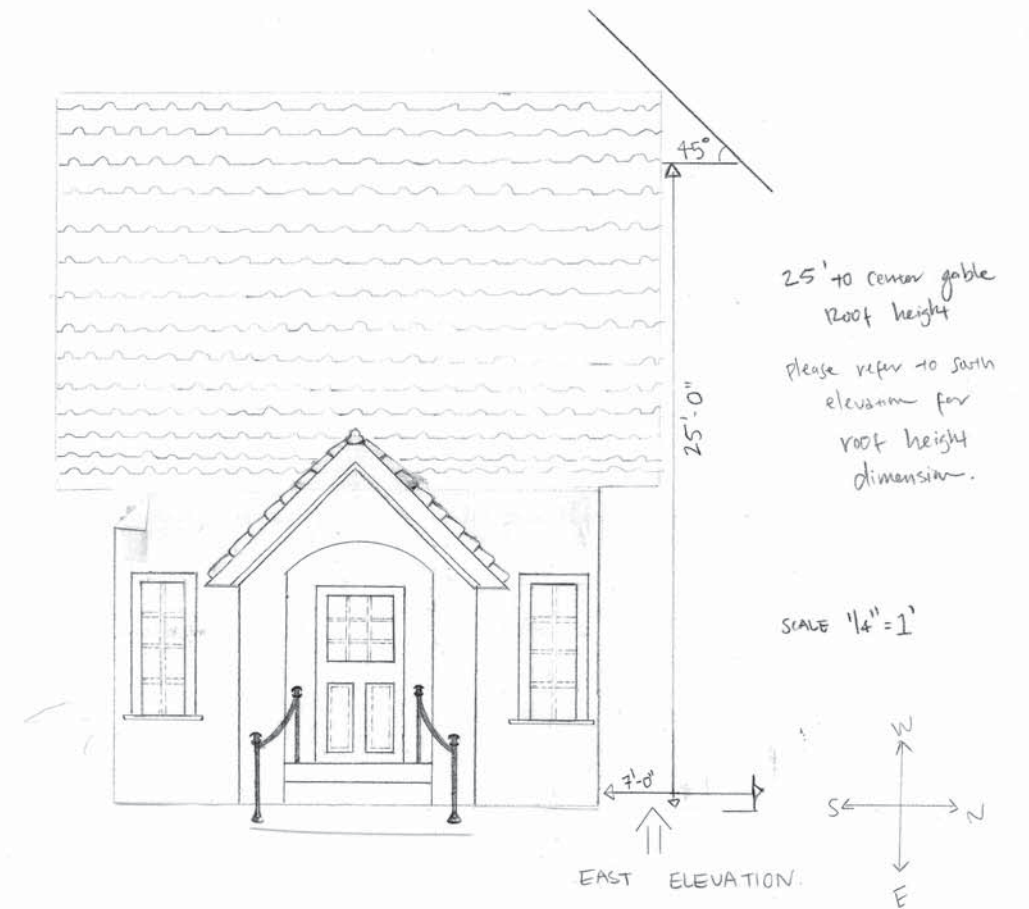 45°
25' to center gable
Roof height
please refer to south
elevation for
roof height
dimension.
25'-0"
SCALE 1/4" = 1'
7'-0"
W
S
N
E
EAST ELEVATION.